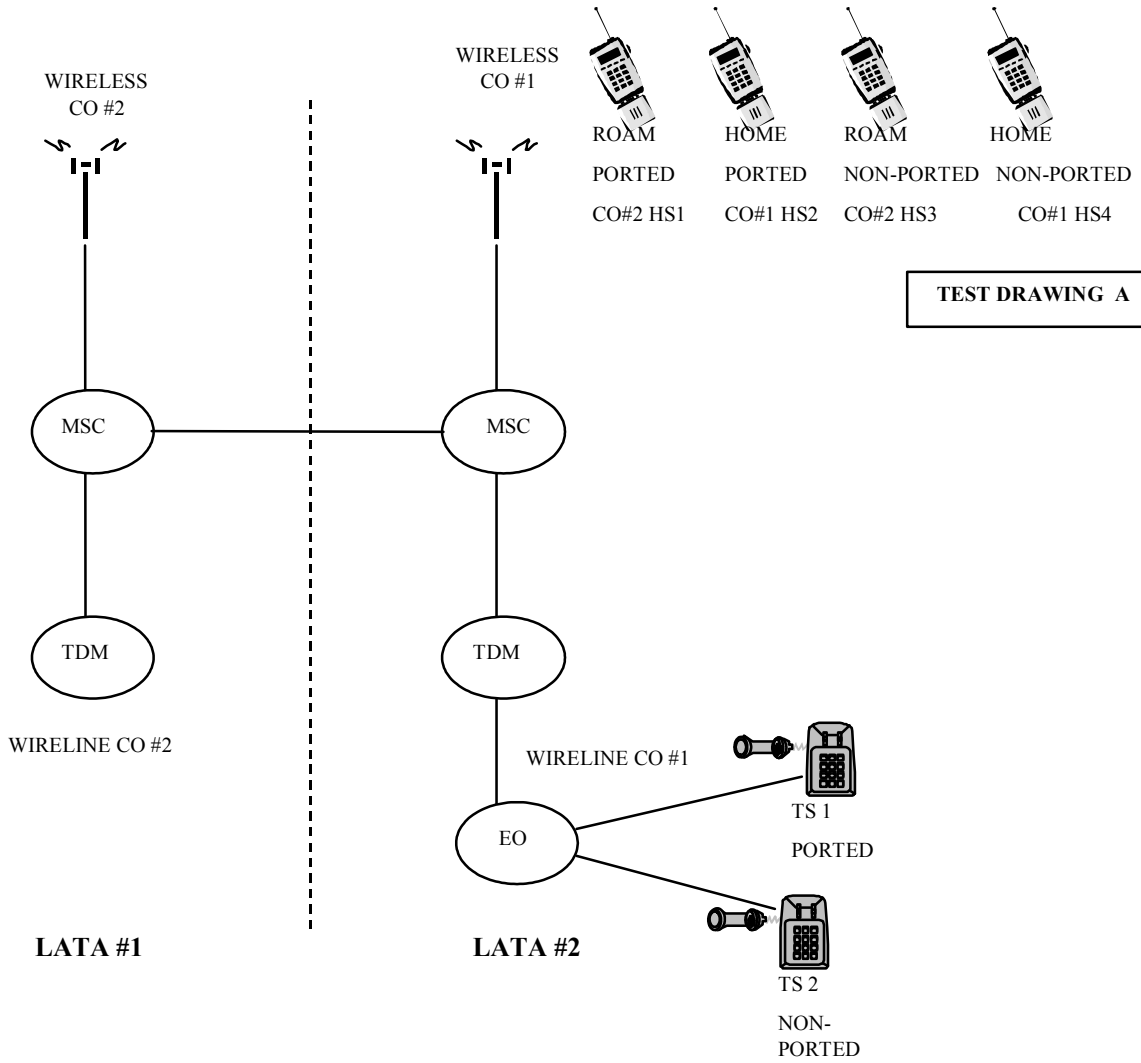 WIRELESS
CO #2
WIRELESS
CO #1
ROAM
PORTED
CO#2 HS1
HOME
PORTED
CO#1 HS2
ROAM
NON-PORTED
CO#2 HS3
HOME
NON-PORTED
CO#1 HS4
TEST DRAWING A
MSC
MSC
TDM
TDM
WIRELINE CO #2
WIRELINE CO #1
TS 1
PORTED
EO
LATA #1
LATA #2
TS 2
NON-
PORTED